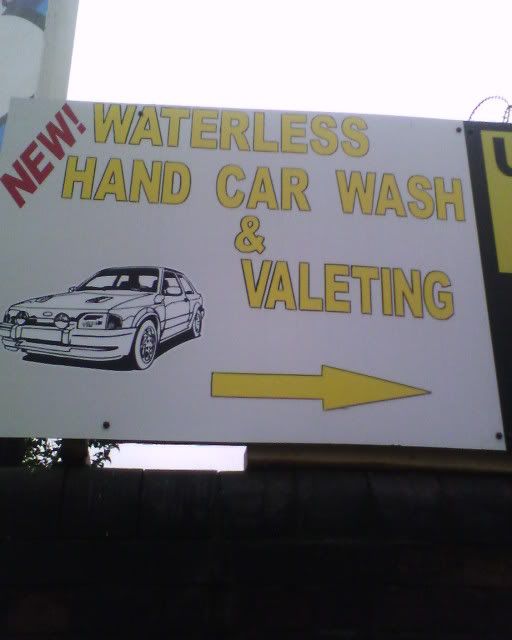 NEW!
WATERLESS
HAND CAR WASH
&
VALETING